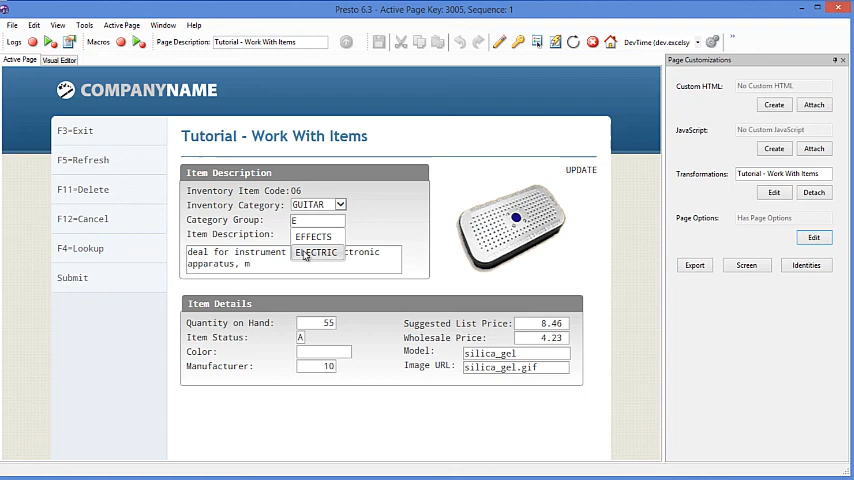 Presto 6.3 - Active Page Key: 3005, Sequence: 1
File Edit View Tools Active Page Window Help
Logs Macros Page Description: Tutorial - Work With Items DevTime (dev.excelsy
Active Page Visual Editor
Page Customizations
COMPANYNAME
Custom HTML: No Custom HTML
Create Attach
JavaScript: No Custom JavaScript
Create Attach
Transformations: Tutorial - Work With Items
Edit Detach
Page Options: Has Page Options
Edit
Export Screen Identities
F3=Exit
F5=Refresh
F11=Delete
F12=Cancel
F4=Lookup
Submit
Tutorial - Work With Items
UPDATE
Item Description
Inventory Item Code:06
Inventory Category: GUITAR
Category Group: E
Item Description: EFFECTS
ELECTRIC
deal for instrument ctronic
apparatus, m
Item Details
Quantity on Hand: 55
Item Status: A
Color:
Manufacturer: 10
Suggested List Price: 8.46
Wholesale Price: 4.23
Model: silica_gel
Image URL: silica_gel.gif